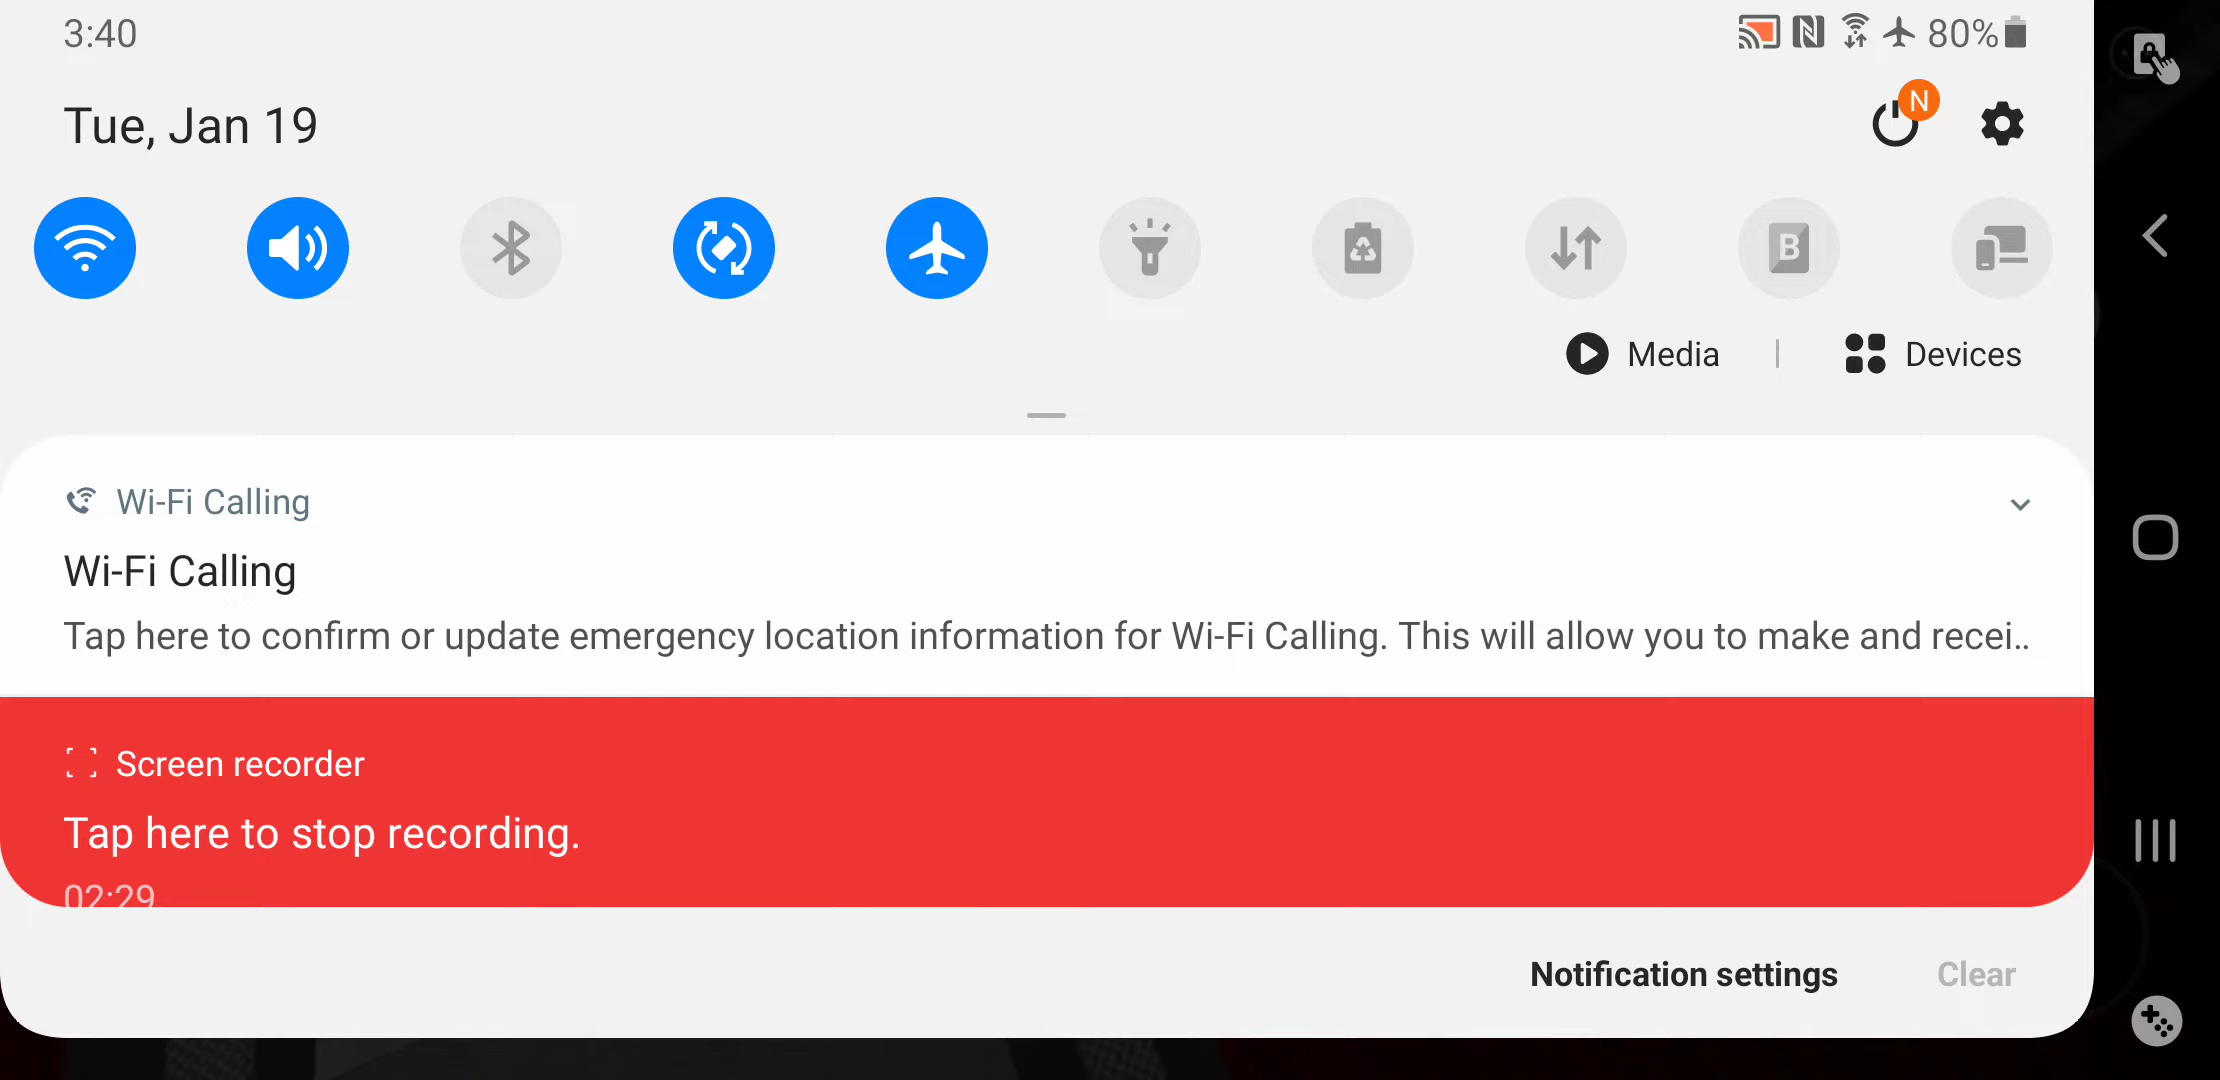 3:40
80%
Tue, Jan 19
N
Media
Devices
Wi-Fi Calling
Wi-Fi Calling
Tap here to confirm or update emergency location information for Wi-Fi Calling. This will allow you to make and recei..
Screen recorder
Tap here to stop recording.
02:29
Notification settings
Clear